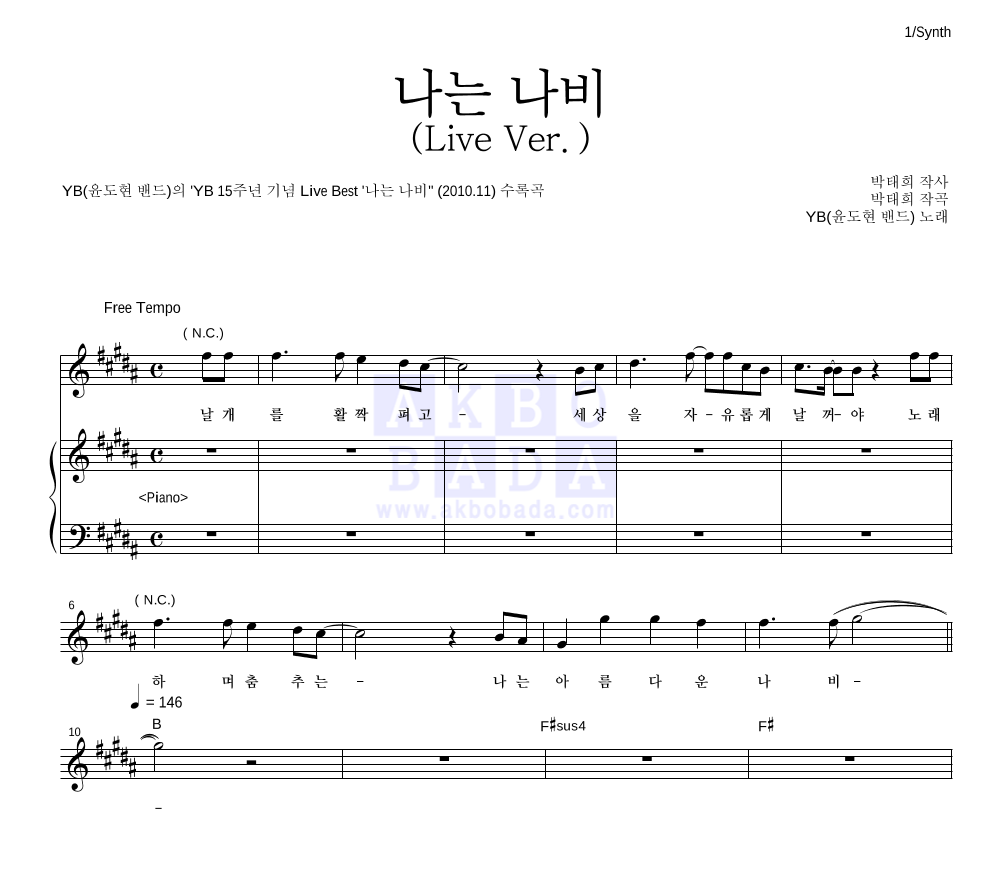 1/Synth
나는 나비
(Live Ver. )
YB(윤도현 밴드)의 'YB 15주년 기념 Live Best '나는 나비" (2010.11) 수록곡
박태희 작사
박태희 작곡
YB(윤도현 밴드) 노래
Free Tempo
( N.C.)
날 개 를 활 짝 펴 고 – 세 상 을 자 – 유 롭 게 날 꺼 – 야 노 래
AKBO
BADA
www.akbobada.com
<Piano>
6
( N.C.)
하 며 춤 추 는 – 나 는 아 름 다 운 나 비 –
♩ = 146
10
B F♯sus4 F♯
–